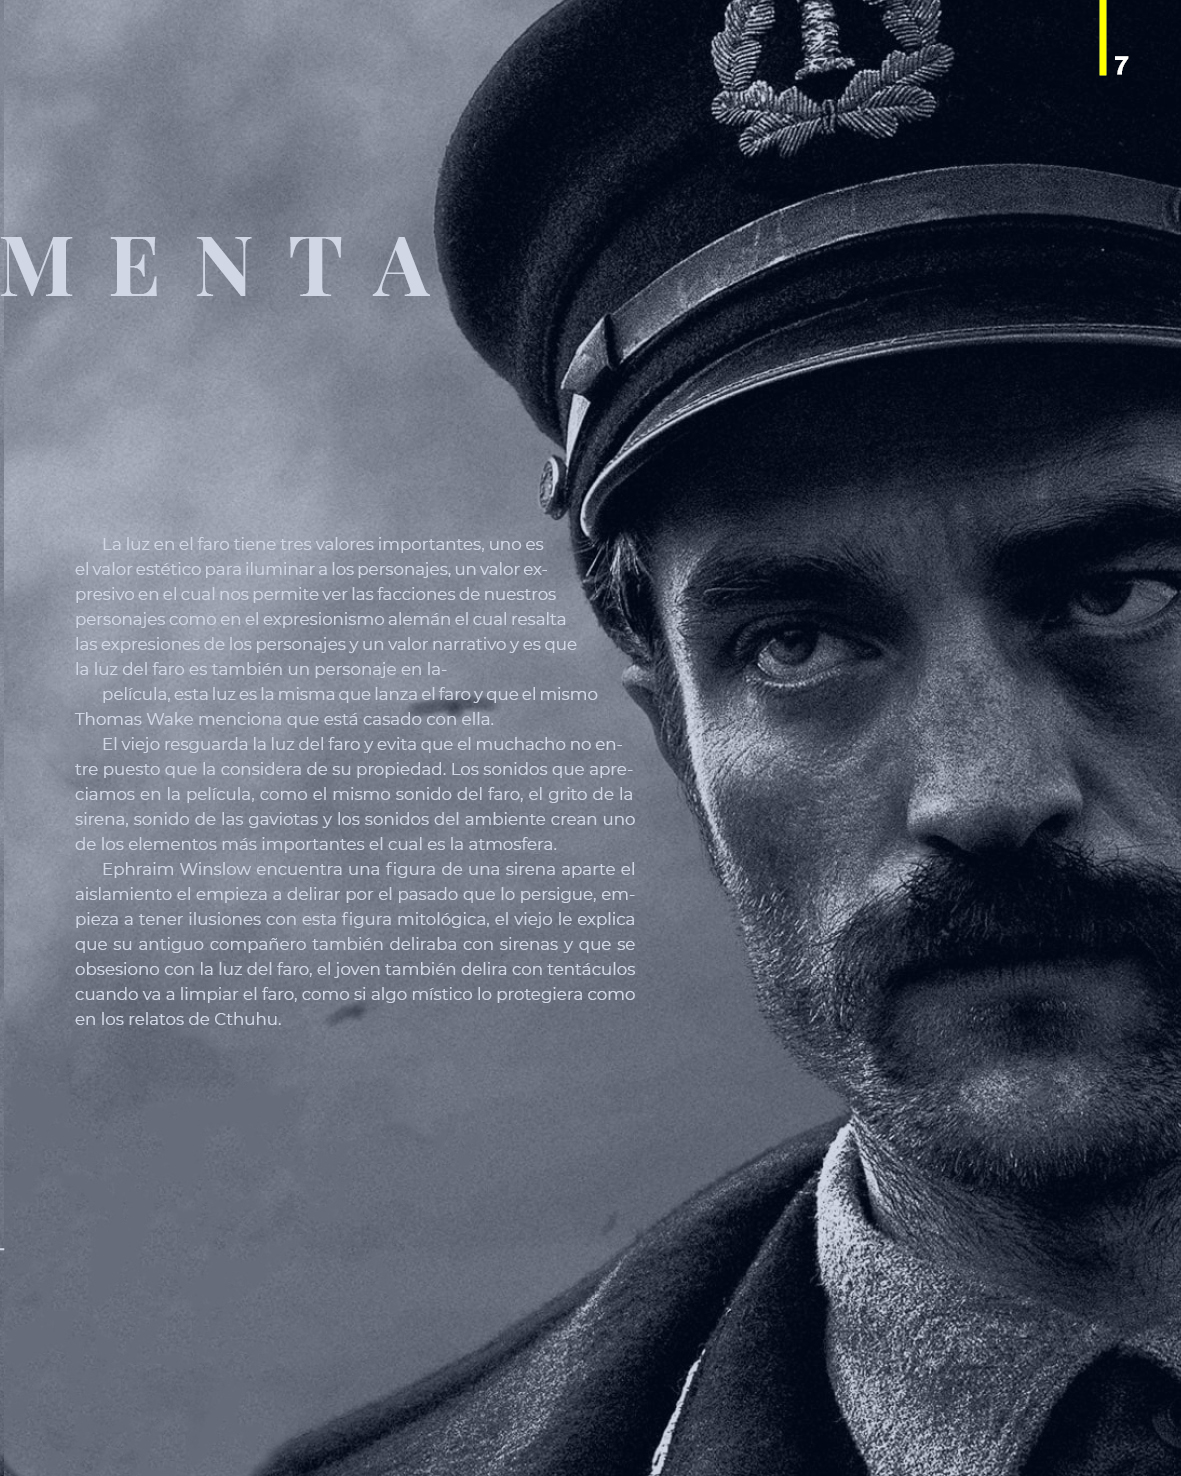 7
MENTA
La luz en el faro tiene tres valores importantes, uno es
el valor estético para iluminar a los personajes, un valor ex-
presivo en el cual nos permite ver las facciones de nuestros
personajes como en el expresionismo alemán el cual resalta
las expresiones de los personajes y un valor narrativo y es que
la luz del faro es también un personaje en la-
película, esta luz es la misma que lanza el faro y que el mismo
Thomas Wake menciona que está casado con ella.
El viejo resguarda la luz del faro y evita que el muchacho no en-
tre puesto que la considera de su propiedad. Los sonidos que apre-
ciamos en la película, como el mismo sonido del faro, el grito de la
sirena, sonido de las gaviotas y los sonidos del ambiente crean uno
de los elementos más importantes el cual es la atmosfera.
Ephraim Winslow encuentra una figura de una sirena aparte el
aislamiento el empieza a delirar por el pasado que lo persigue, em-
pieza a tener ilusiones con esta figura mitológica, el viejo le explica
que su antiguo compañero también deliraba con sirenas y que se
obsesiono con la luz del faro, el joven también delira con tentáculos
cuando va a limpiar el faro, como si algo místico lo protegiera como
en los relatos de Cthuhu.